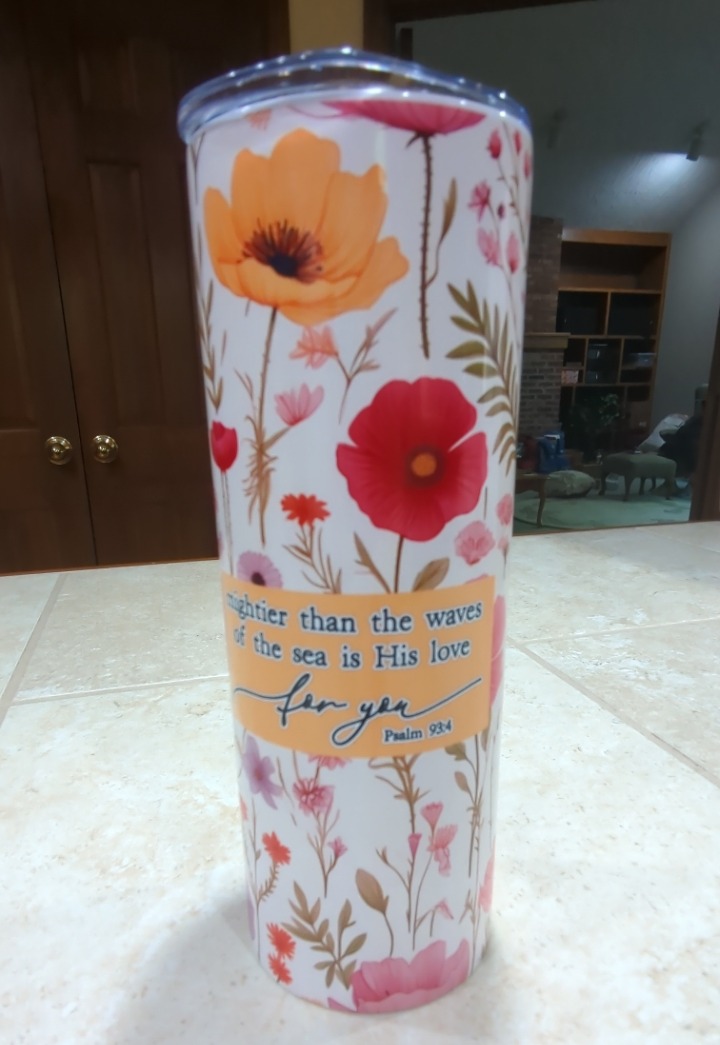 mightier than the waves
of the sea is His love
for you
Psalm 93:4